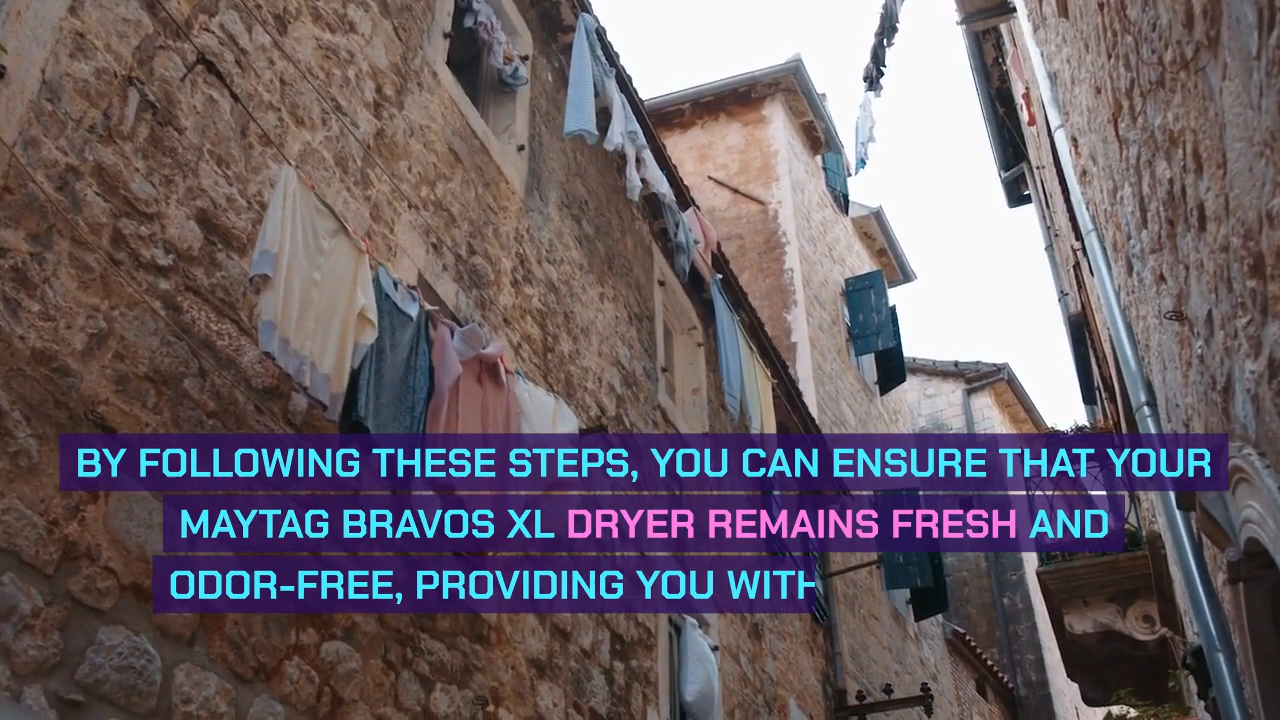 BY FOLLOWING THESE STEPS, YOU CAN ENSURE THAT YOUR
MAYTAG BRAVOS XL DRYER REMAINS FRESH AND
ODOR-FREE, PROVIDING YOU WITH